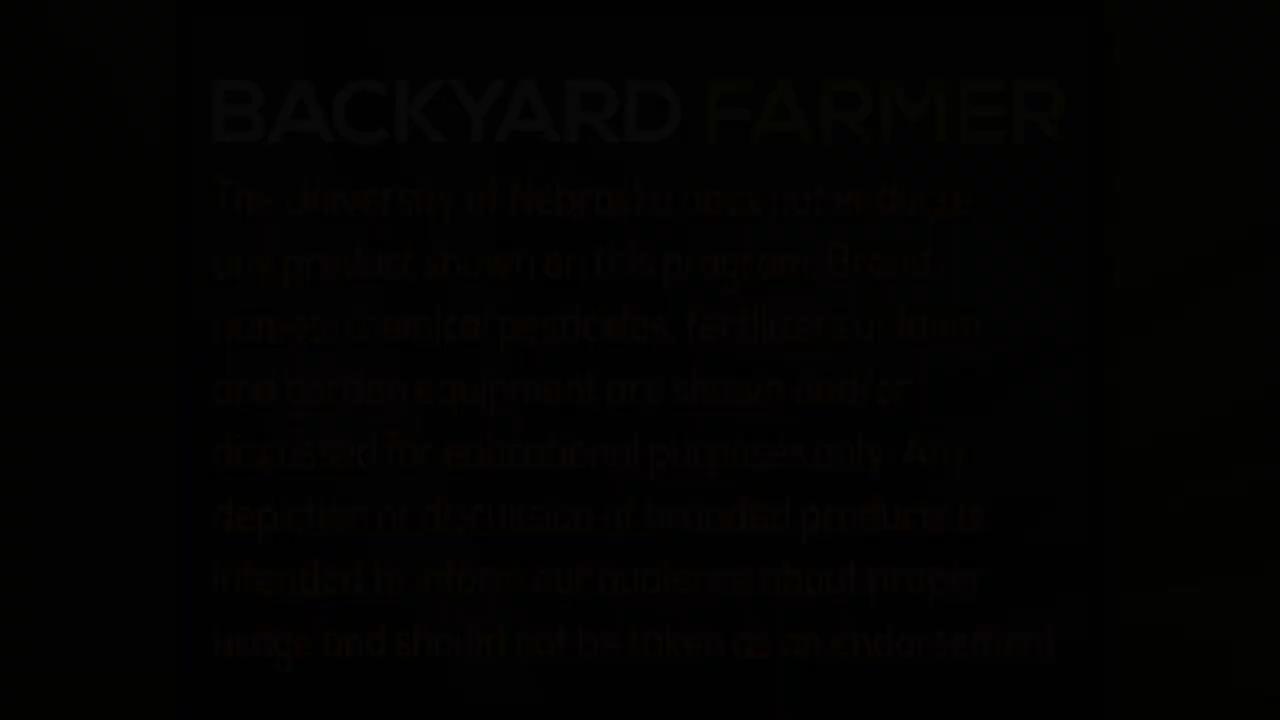 BACKYARD FARMER
The University of Nebraska does not endorse
any product shown on this program. Brand
names, chemical pesticides, fertilizers or lawn
and garden equipment are shown and/or
discussed for educational purposes only. Any
depiction or discussion of branded products is
intended to inform our audience about proper
usage and should not be taken as an endorsement